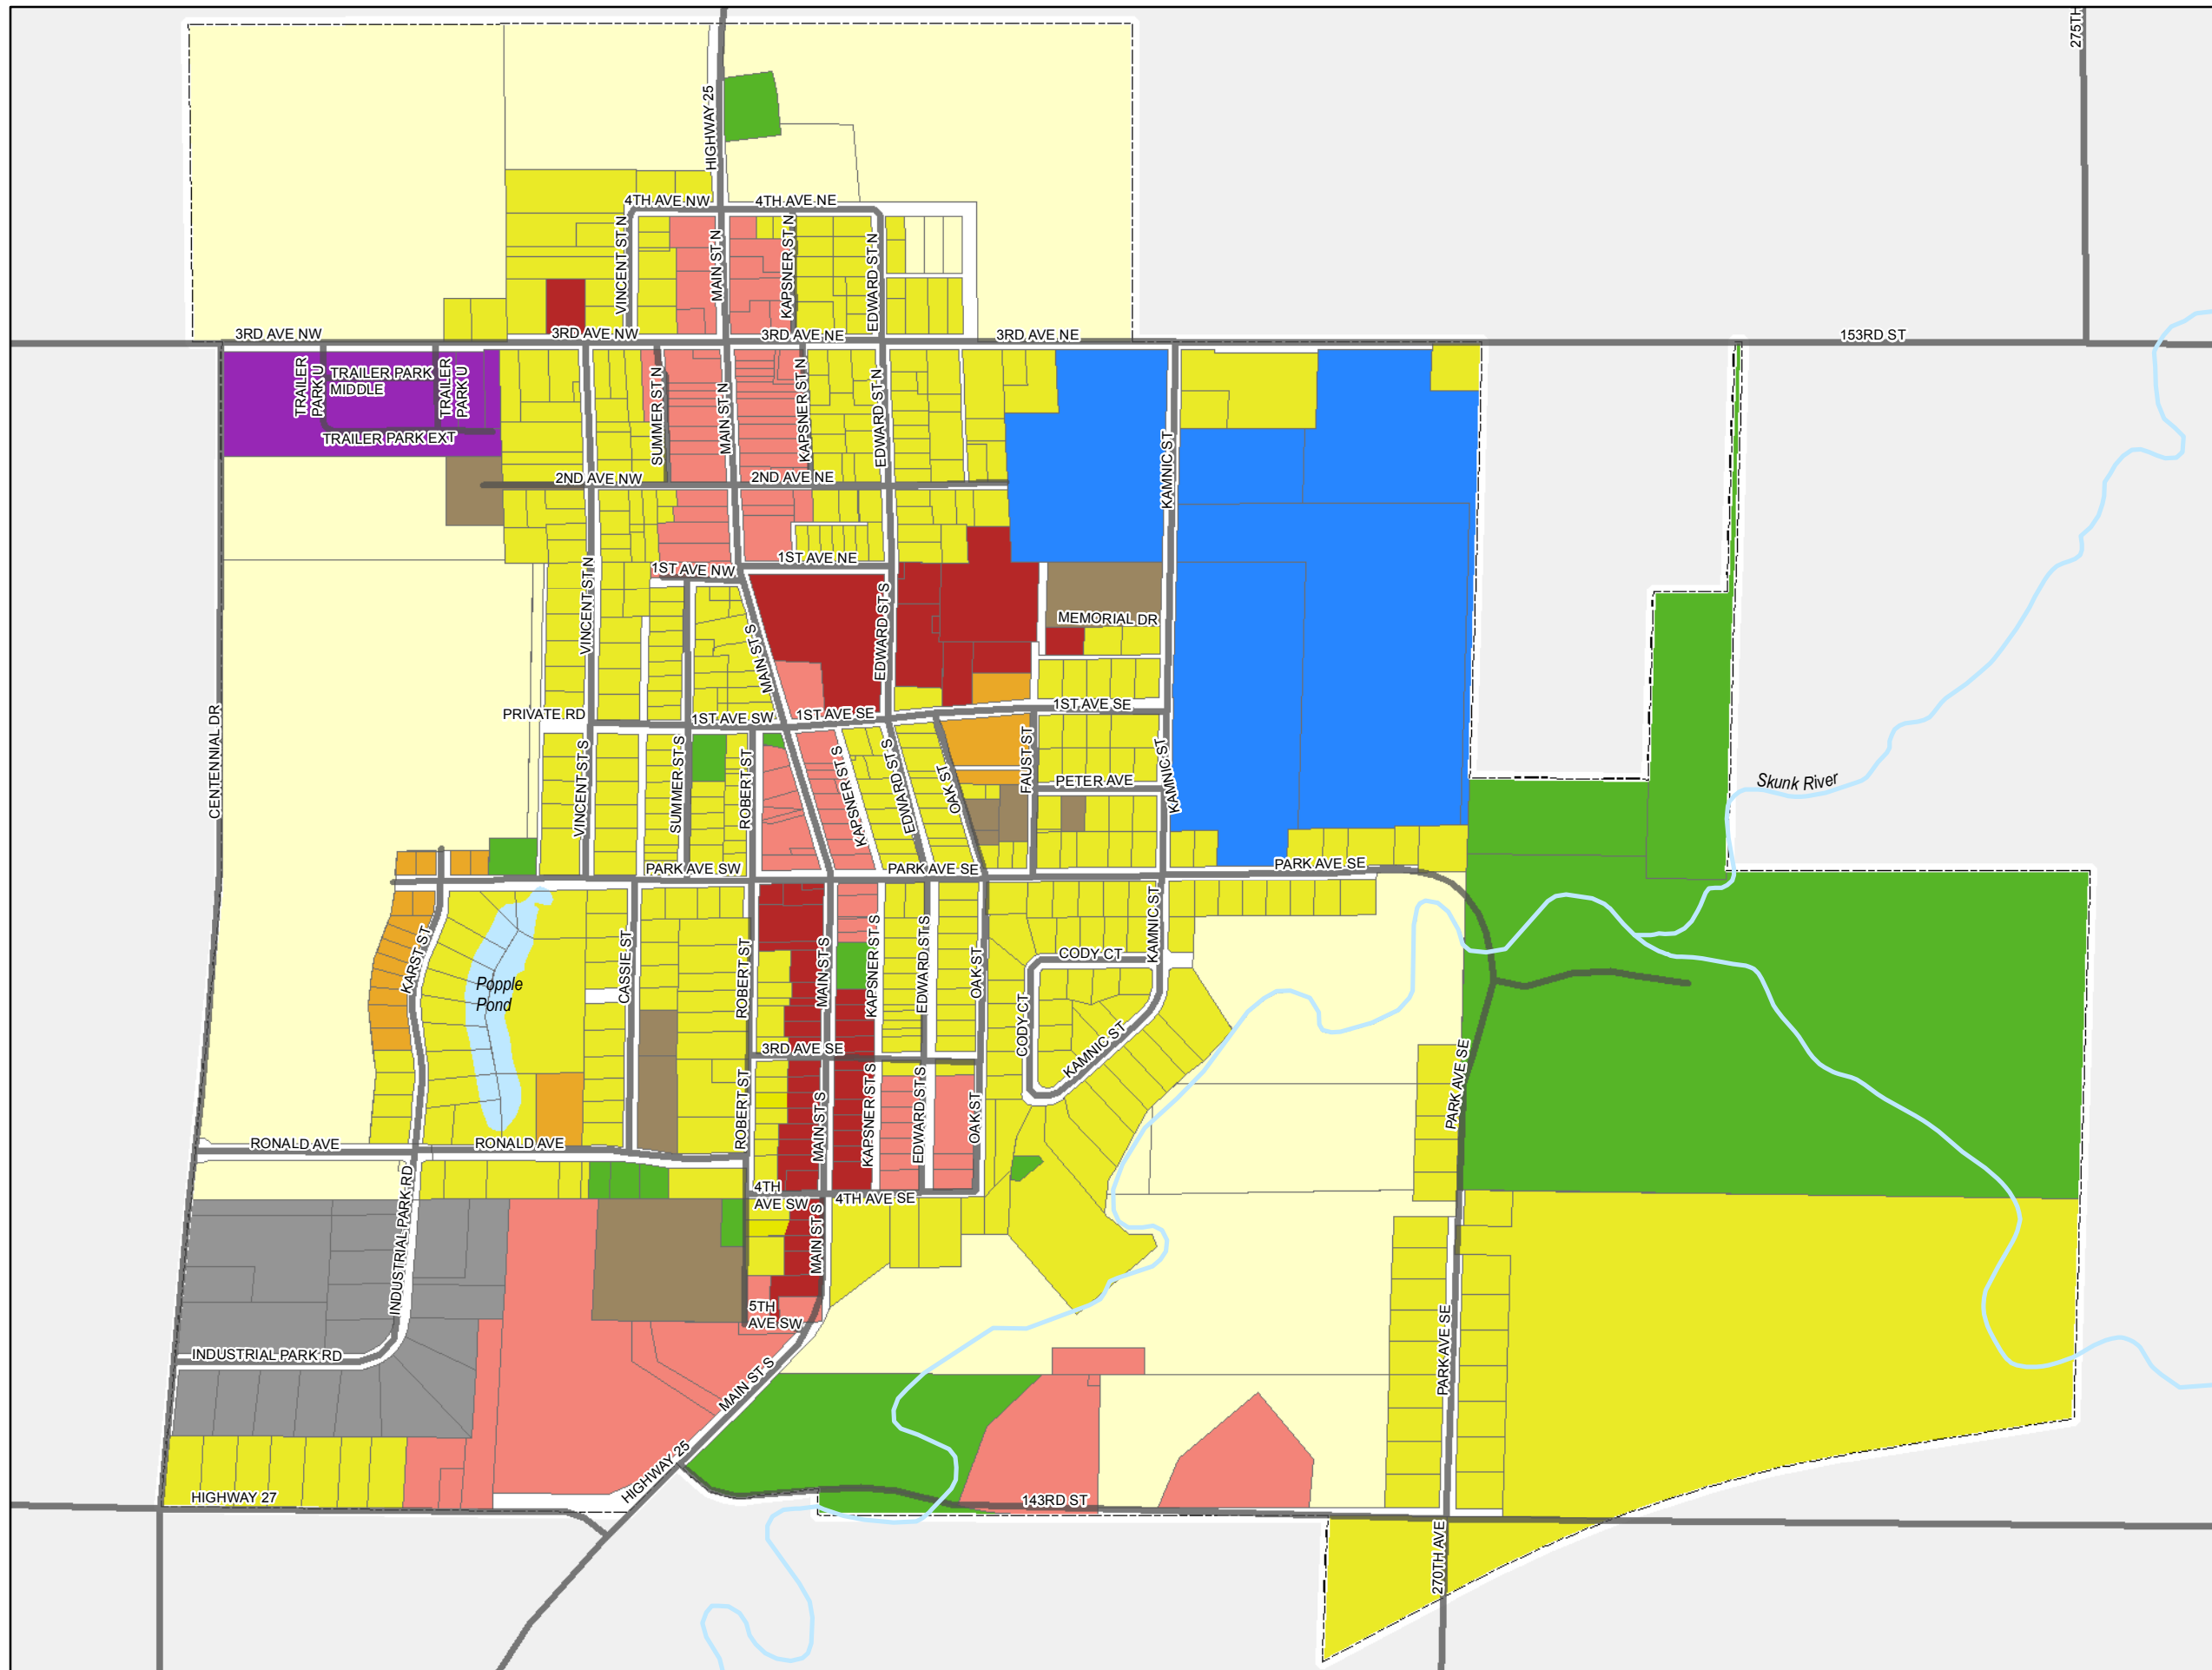 275TH
HIGHWAY 25
4TH AVE NW
4TH AVE NE
VINCENT ST N
MAIN ST N
KAPSNER ST N
EDWARD ST N
3RD AVE NW
3RD AVE NW
3RD AVE NE
3RD AVE NE
153RD ST
TRAILER
PARK U
TRAILER PARK
MIDDLE
TRAILER
PARK U
TRAILER PARK EXT
SUMMER ST N
MAIN ST N
KAPSNER ST N
EDWARD ST N
KAMNIC ST
2ND AVE NW
2ND AVE NE
1ST AVE NE
1ST AVE NW
VINCENT ST N
MEMORIAL DR
MAIN ST S
EDWARD ST S
CENTENNIAL DR
PRIVATE RD
1ST AVE SW
1ST AVE SE
1ST AVE SE
VINCENT ST S
SUMMER ST S
ROBERT ST
KAPSNER ST S
EDWARD ST S
OAK ST
FAUST ST
PETER AVE
KAMNIC ST
Skunk River
PARK AVE SW
PARK AVE SE
PARK AVE SE
KARST ST
Popple
Pond
CASSIE ST
ROBERT ST
MAIN ST S
KAPSNER ST S
EDWARD ST S
OAK ST
CODY CT
KAMNIC ST
CODY CT
KAMNIC ST
3RD AVE SE
ROBERT ST
MAIN ST S
KAPSNER ST S
EDWARD ST S
OAK ST
PARK AVE SE
RONALD AVE
RONALD AVE
INDUSTRIAL PARK RD
4TH
AVE SW
4TH AVE SE
MAIN ST S
5TH
AVE SW
INDUSTRIAL PARK RD
MAIN ST S
PARK AVE SE
HIGHWAY 25
HIGHWAY 27
143RD ST
270TH AVE